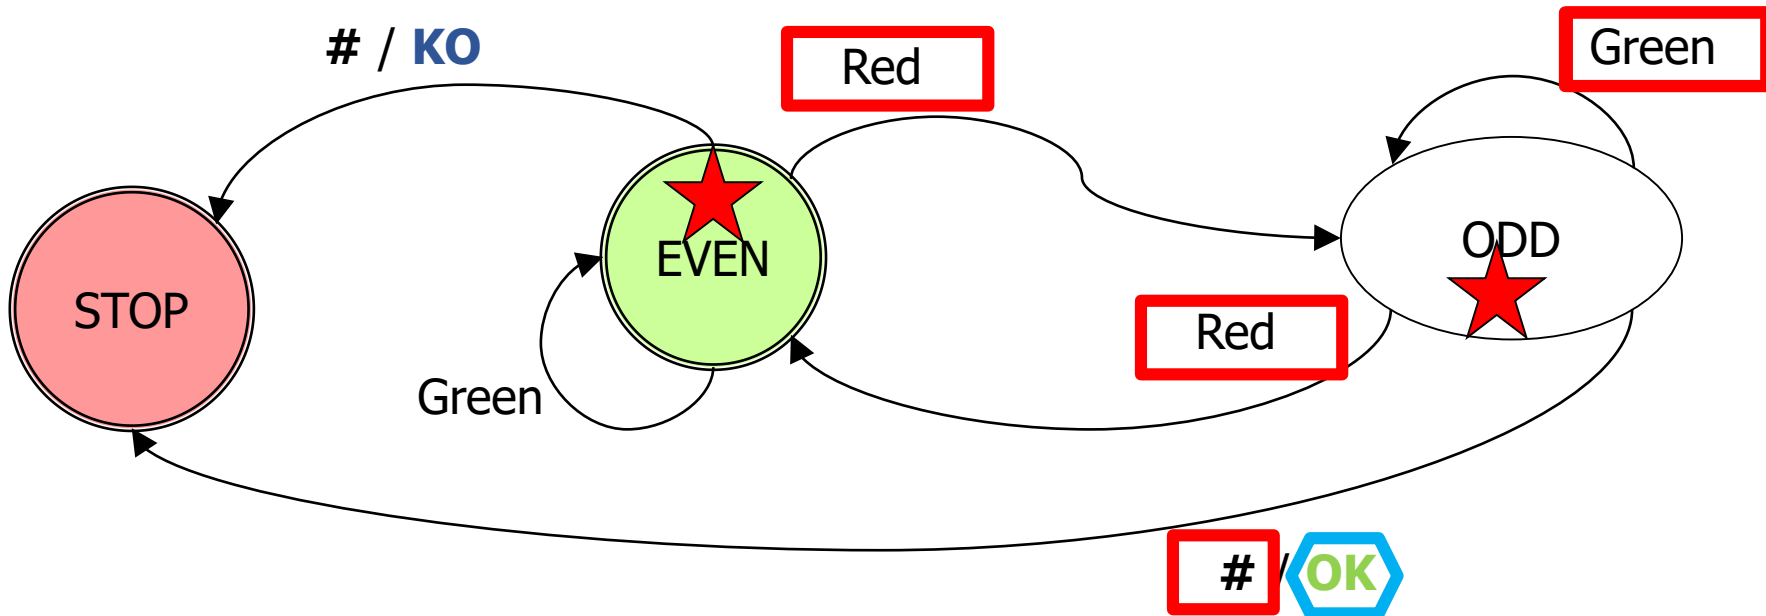 # / KO
Red
Green
STOP
EVEN
ODD
Green
Red
# / OK